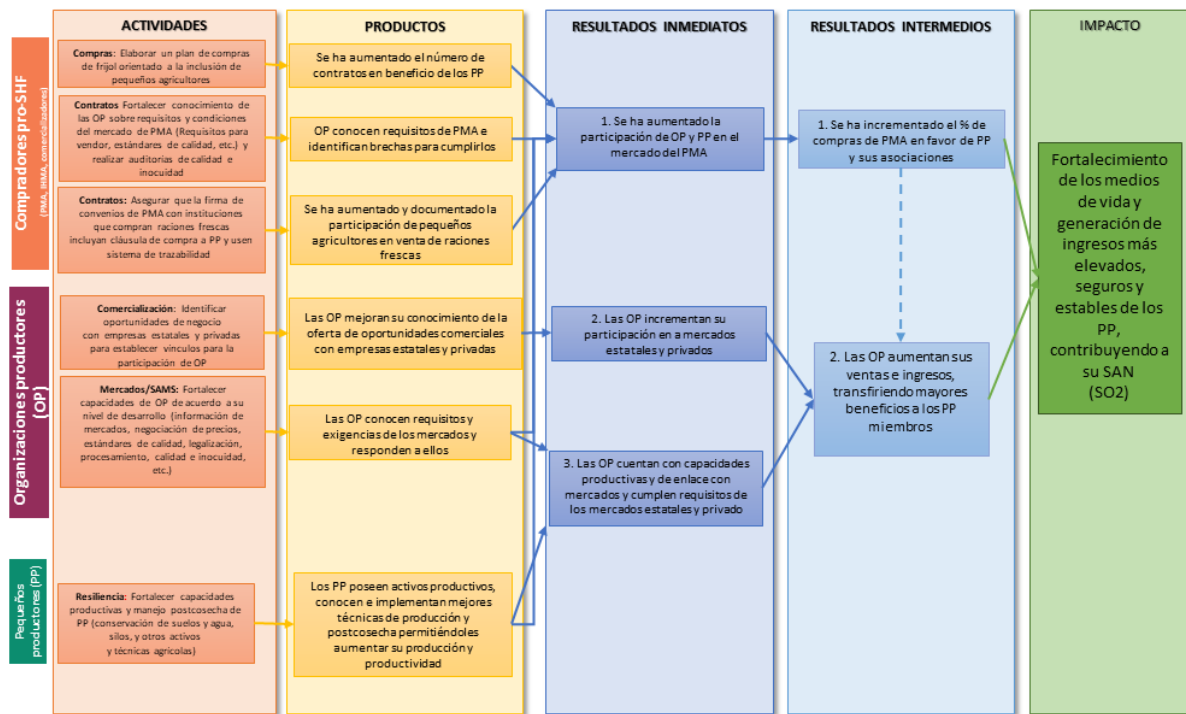 ACTIVIDADES
PRODUCTOS
RESULTADOS INMEDIATOS
RESULTADOS INTERMEDIOS
IMPACTO
Compradores pro-SHF
(PMA, IHMA, comercializadores)
Compras: Elaborar un plan de compras
de frijol orientado a la inclusión de
pequeños agricultores
Contratos Fortalecer conocimiento de
las OP sobre requisitos y condiciones
del mercado de PMA (Requisitos para
vendor, estándares de calidad, etc.) y
realizar auditorías de calidad e
inocuidad
Contratos: Asegurar que la firma de
convenios de PMA con instituciones
que compran raciones frescas
incluyan cláusula de compra a PP y usen
sistema de trazabilidad
Organizaciones productores
(OP)
Comercialización: Identificar
oportunidades de negocio
con empresas estatales y privadas
para establecer vínculos para la
participación de OP
Mercados/SAMS: Fortalecer
capacidades de OP de acuerdo a su
nivel de desarrollo (información de
mercados, negociación de precios,
estándares de calidad, legalización,
procesamiento, calidad e inocuidad,
etc.)
Pequeños
productores (PP)
Resiliencia: Fortalecer capacidades
productivas y manejo postcosecha de
PP (conservación de suelos y agua,
silos, y otros activos
y técnicas agrícolas)
Se ha aumentado el número de
contratos en beneficio de los PP
OP conocen requisitos de PMA e
identifican brechas para cumplirlos
Se ha aumentado y documentado la
participación de pequeños
agricultores en venta de raciones
frescas
Las OP mejoran su conocimiento de la
oferta de oportunidades comerciales
con empresas estatales y privadas
Las OP conocen requisitos y
exigencias de los mercados y
responden a ellos
Los PP poseen activos productivos,
conocen e implementan mejores
técnicas de producción y
postcosecha permitiéndoles
aumentar su producción y
productividad
1. Se ha aumentado la
participación de OP y PP en el
mercado del PMA
2. Las OP incrementan su
participación en a mercados
estatales y privados
3. Las OP cuentan con capacidades
productivas y de enlace con
mercados y cumplen requisitos de
los mercados estatales y privado
1. Se ha incrementado el % de
compras de PMA en favor de PP
y sus asociaciones
2. Las OP aumentan sus
ventas e ingresos,
transfiriendo mayores
beneficios a los PP
miembros
Fortalecimiento
de los medios
de vida y
generación de
ingresos más
elevados,
seguros y
estables de los
PP,
contribuyendo a
su SAN
(SO2)